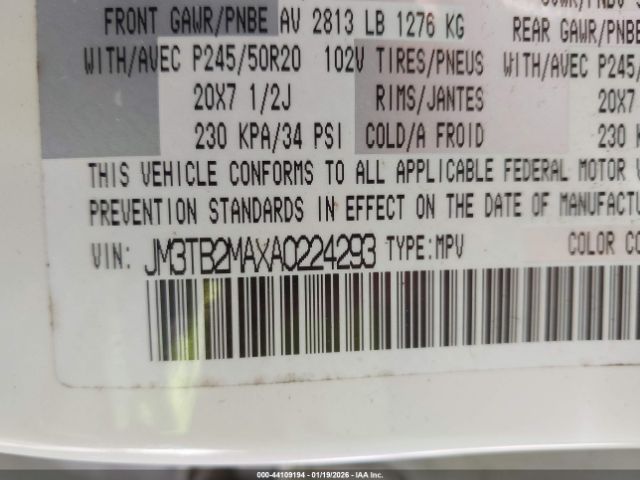 FRONT GAWR/PNBE AV 2813 LB 1276 KG REAR GAWR/PNBE
WITH/AVEC P245/50R20 102V TIRES/PNEUS WITH/AVEC P245/
20X7 1/2J RIMS/JANTES 20X7
230 KPA/34 PSI COLD/A FROID 230 K
THIS VEHICLE CONFORMS TO ALL APPLICABLE FEDERAL MOTOR
PREVENTION STANDARDS IN EFFECT ON THE DATE OF MANUFACTU
VIN: JM3TB2MAXA0224293 TYPE:MPV COLOR CO
000-44109194 - 01/19/2026 - IAA